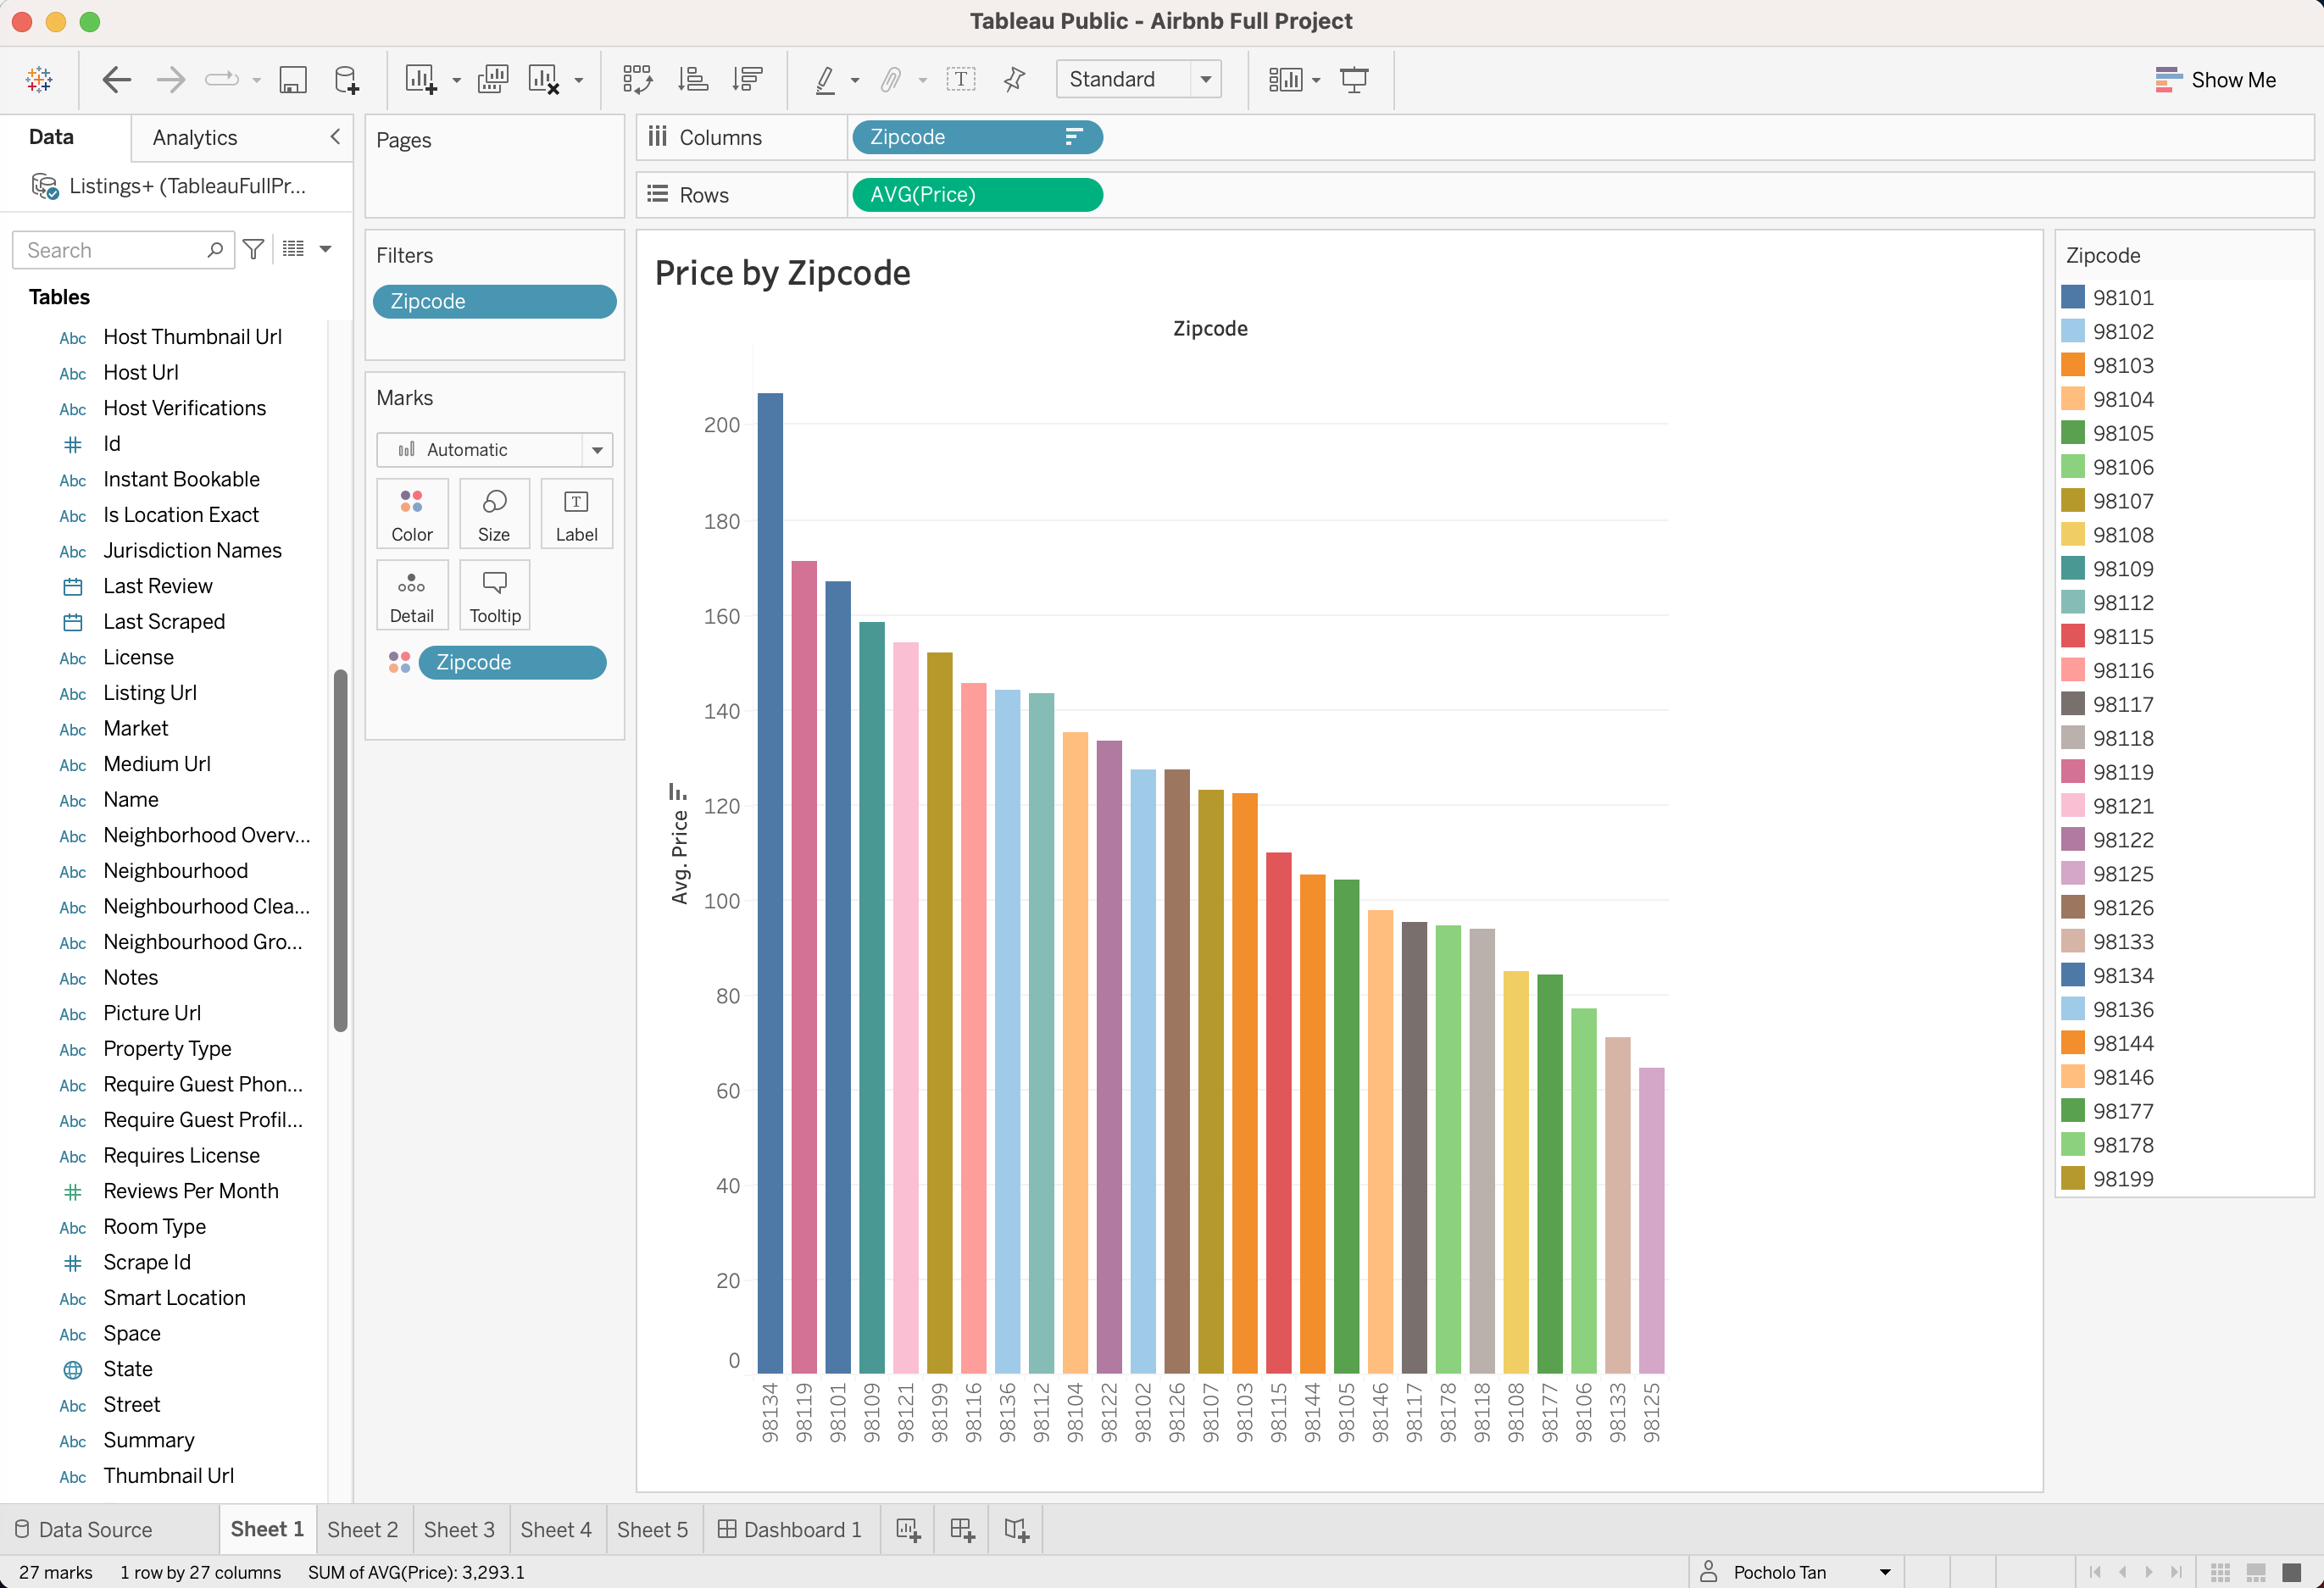 Tableau Public - Airbnb Full Project
Standard
Show Me
Data
Analytics
Listings+ (TableauFullPr...
Search
Tables
Abc Host Thumbnail Url
Abc Host Url
Abc Host Verifications
# Id
Abc Instant Bookable
Abc Is Location Exact
Abc Jurisdiction Names
Last Review
Last Scraped
Abc License
Abc Listing Url
Abc Market
Abc Medium Url
Abc Name
Abc Neighborhood Overv...
Abc Neighbourhood
Abc Neighbourhood Clea...
Abc Neighbourhood Gro...
Abc Notes
Abc Picture Url
Abc Property Type
Abc Require Guest Phon...
Abc Require Guest Profil...
Abc Requires License
# Reviews Per Month
Abc Room Type
# Scrape Id
Abc Smart Location
Abc Space
State
Abc Street
Abc Summary
Abc Thumbnail Url
Pages
Filters
Zipcode
Marks
Automatic
Color
Size
Label
Detail
Tooltip
Zipcode
Columns
Zipcode
Rows
AVG(Price)
Price by Zipcode
Zipcode
Avg. Price
200
180
160
140
120
100
80
60
40
20
0
98134
98119
98101
98109
98121
98199
98116
98136
98112
98104
98122
98102
98126
98107
98103
98115
98144
98105
98146
98117
98178
98118
98108
98177
98106
98133
98125
Zipcode
98101
98102
98103
98104
98105
98106
98107
98108
98109
98112
98115
98116
98117
98118
98119
98121
98122
98125
98126
98133
98134
98136
98144
98146
98177
98178
98199
Data Source
Sheet 1
Sheet 2
Sheet 3
Sheet 4
Sheet 5
Dashboard 1
27 marks
1 row by 27 columns
SUM of AVG(Price): 3,293.1
Pocholo Tan